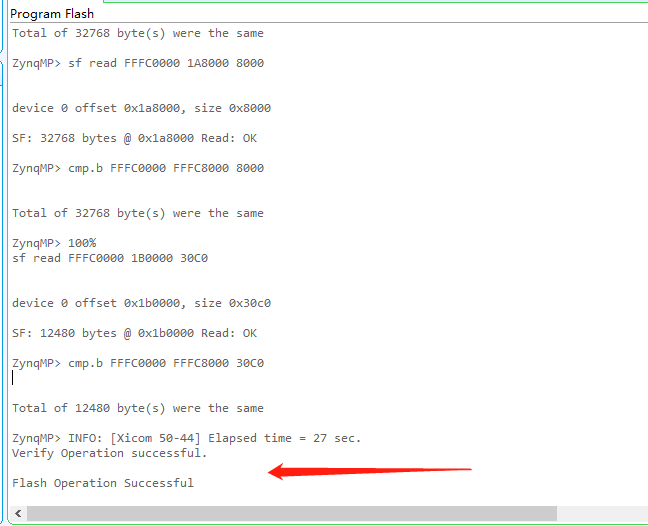 Program Flash
Total of 32768 byte(s) were the same
ZynqMP> sf read FFFC0000 1A8000 8000
device 0 offset 0x1a8000, size 0x8000
SF: 32768 bytes @ 0x1a8000 Read: OK
ZynqMP> cmp.b FFFC0000 FFFC8000 8000
Total of 32768 byte(s) were the same
ZynqMP> 100%
sf read FFFC0000 1B0000 30C0
device 0 offset 0x1b0000, size 0x30c0
SF: 12480 bytes @ 0x1b0000 Read: OK
ZynqMP> cmp.b FFFC0000 FFFC8000 30C0
Total of 12480 byte(s) were the same
ZynqMP> INFO: [Xicom 50-44] Elapsed time = 27 sec.
Verify Operation successful.
Flash Operation Successful